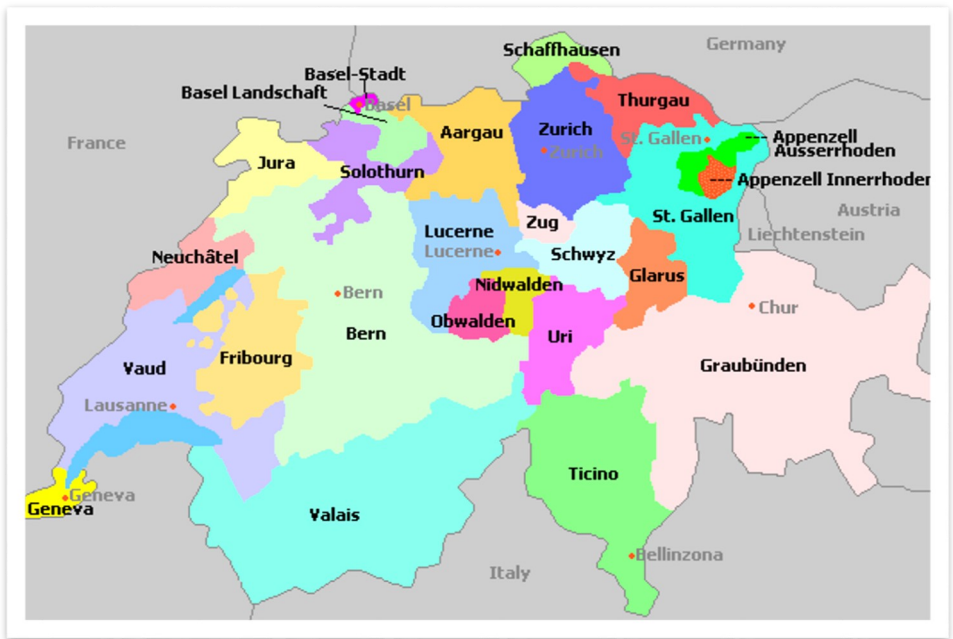 Schaffhausen
Germany
Basel-Stadt
Basel Landschaft
Basel
Thurgau
Aargau
Zurich
St. Gallen
Appenzell
Ausserrhoden
France
Zurich
Jura
Solothurn
Appenzell Innerrhoden
Austria
St. Gallen
Lucerne
Zug
Liechtenstein
Neuchâtel
Lucerne
Schwyz
Glarus
Nidwalden
Bern
Chur
Obwalden
Bern
Uri
Fribourg
Vaud
Graubünden
Lausanne
Ticino
Geneva
Geneva
Valais
Bellinzona
Italy